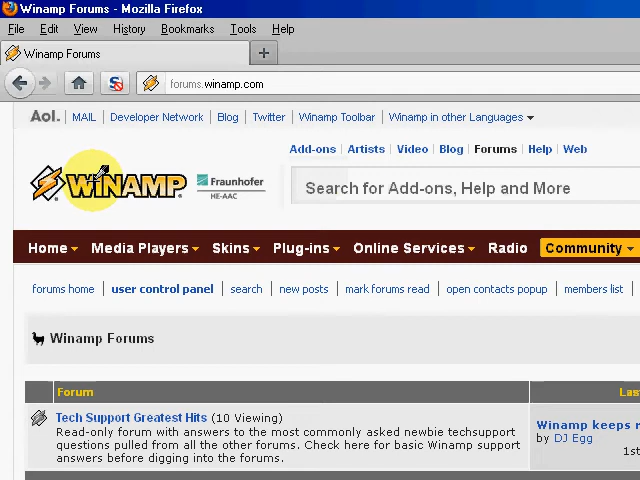 Winamp Forums - Mozilla Firefox
File Edit View History Bookmarks Tools Help
Winamp Forums
forums.winamp.com
Aol. MAIL Developer Network Blog Twitter Winamp Toolbar Winamp in other Languages
Add-ons Artists Video Blog Forums Help Web
WINAMP Fraunhofer
HE-AAC
Search for Add-ons, Help and More
Home Media Players Skins Plug-ins Online Services Radio Community
forums home user control panel search new posts mark forums read open contacts popup members list
Winamp Forums
Forum Las
Tech Support Greatest Hits (10 Viewing)
Read-only forum with answers to the most commonly asked newbie techsupport
questions pulled from all the other forums. Check here for basic Winamp support
answers before digging into the forums.
Winamp keeps r
by DJ Egg
1st